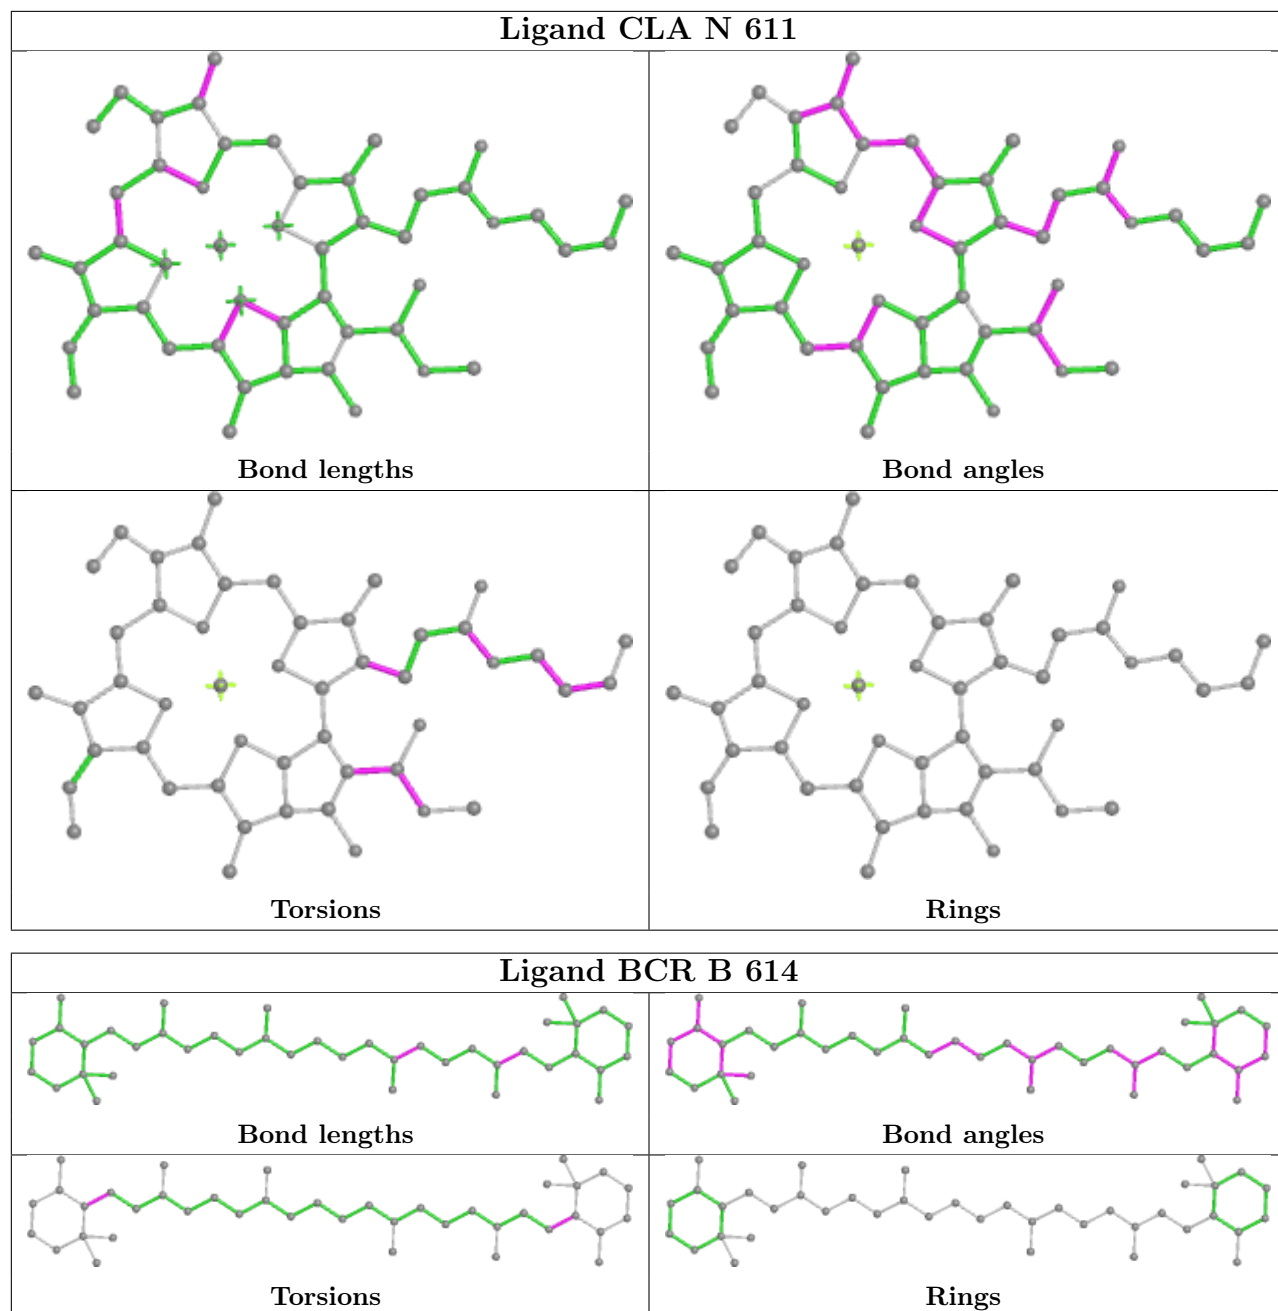 Ligand CLA N 611
Bond lengths
Bond angles
Torsions
Rings
Ligand BCR B 614
Bond lengths
Bond angles
Torsions
Rings